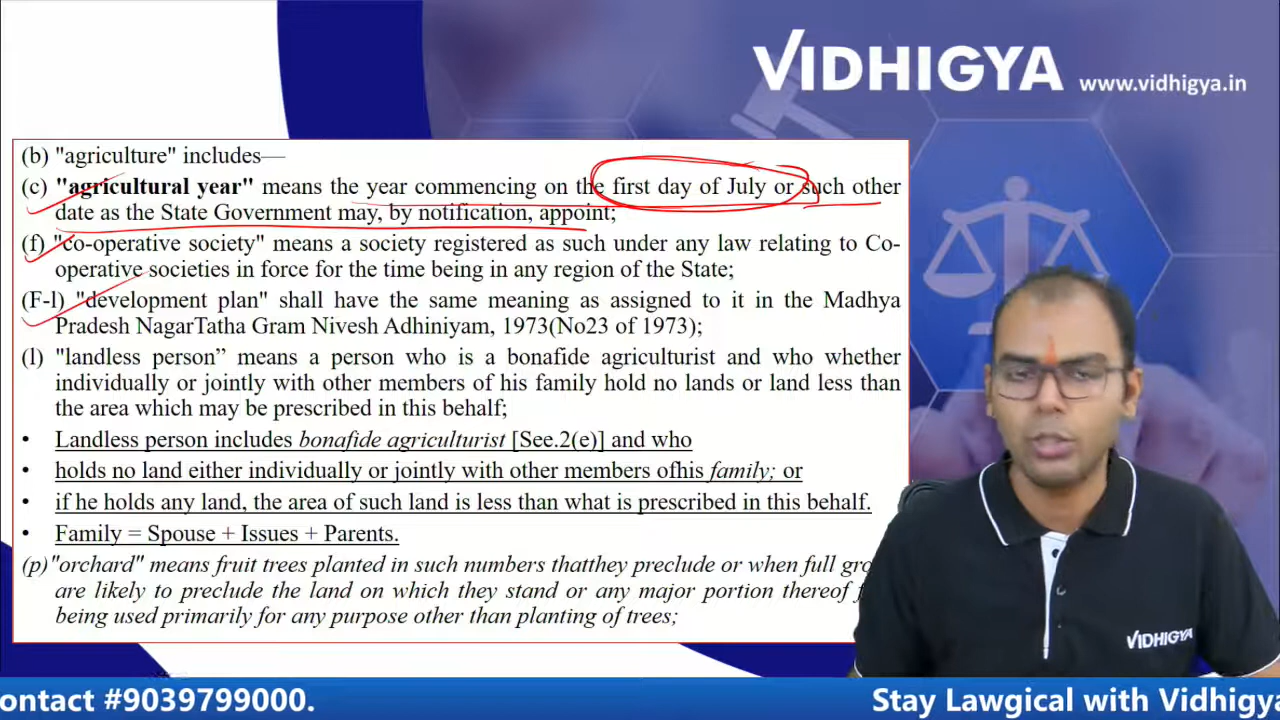 VIDHIGYA www.vidhigya.in
(b) "agriculture" includes—
(c) "agricultural year" means the year commencing on the first day of July or such other
date as the State Government may, by notification, appoint;
(f) "co-operative society" means a society registered as such under any law relating to Co-
operative societies in force for the time being in any region of the State;
(F-l) "development plan" shall have the same meaning as assigned to it in the Madhya
Pradesh NagarTatha Gram Nivesh Adhiniyam, 1973(No23 of 1973);
(l) "landless person” means a person who is a bonafide agriculturist and who whether
individually or jointly with other members of his family hold no lands or land less than
the area which may be prescribed in this behalf;
• Landless person includes bonafide agriculturist [See.2(e)] and who
• holds no land either individually or jointly with other members ofhis family; or
• if he holds any land, the area of such land is less than what is prescribed in this behalf.
• Family = Spouse + Issues + Parents.
(p) "orchard" means fruit trees planted in such numbers thatthey preclude or when full
are likely to preclude the land on which they stand or any major portion thereof
being used primarily for any purpose other than planting of trees;
VIDHIGYA
ontact #9039799000. Stay Lawgical with Vidhigy